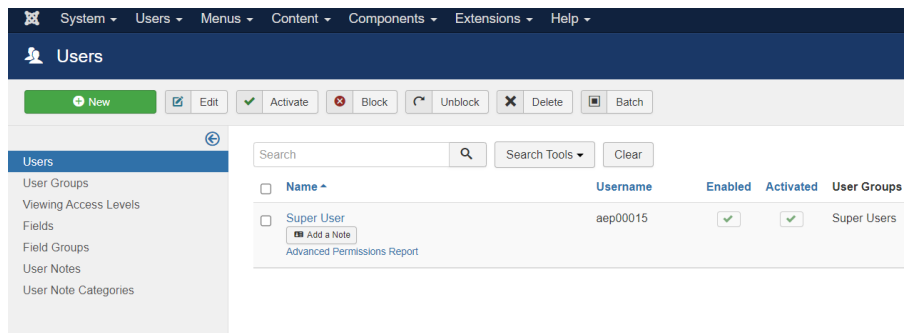 System Users Menus Content Components Extensions Help
Users
New Edit Activate Block Unblock Delete Batch
Users
User Groups
Viewing Access Levels
Fields
Field Groups
User Notes
User Note Categories
Search Search Tools Clear
Name Username Enabled Activated User Groups
Super User aep00015 Super Users
Add a Note
Advanced Permissions Report